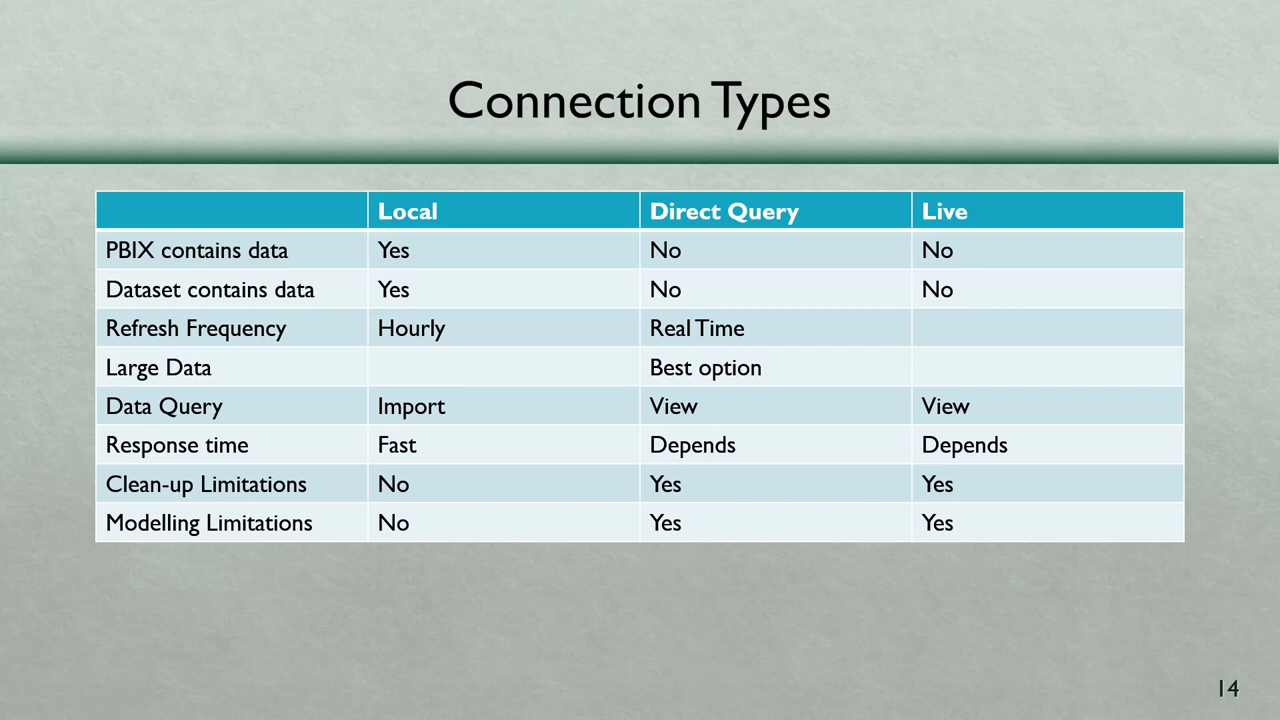 Connection Types
Local Direct Query Live
PBIX contains data Yes No No
Dataset contains data Yes No No
Refresh Frequency Hourly Real Time
Large Data Best option
Data Query Import View View
Response time Fast Depends Depends
Clean-up Limitations No Yes Yes
Modelling Limitations No Yes Yes
14